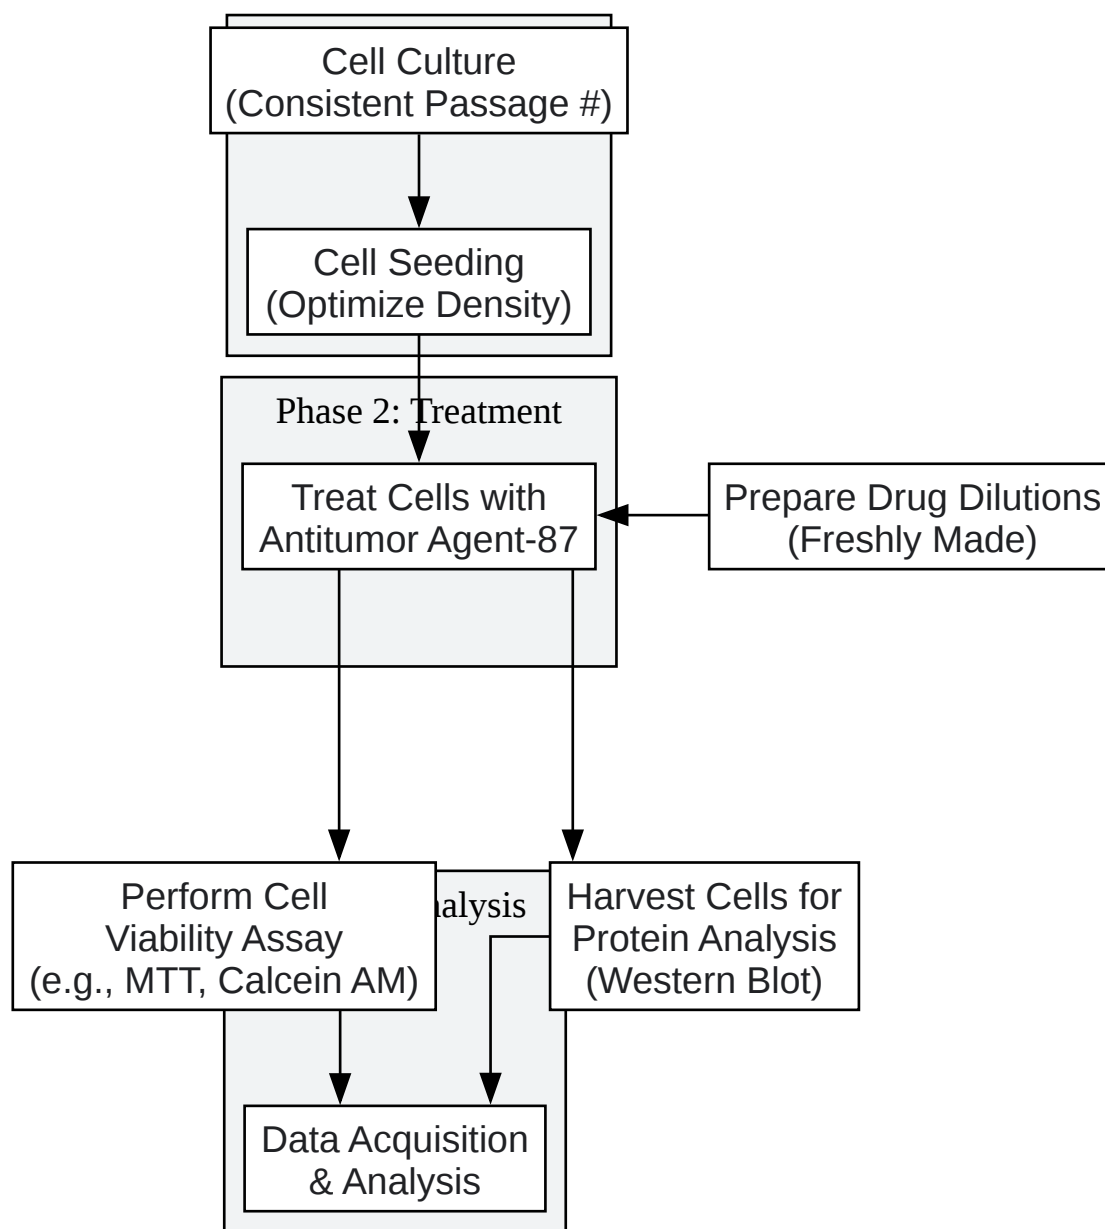 Cell Culture
(Consistent Passage #)
Cell Seeding
(Optimize Density)
Phase 2: Treatment
Treat Cells with
Antitumor Agent-87
Prepare Drug Dilutions
(Freshly Made)
Perform Cell
Viability Assay
(e.g., MTT, Calcein AM)
Harvest Cells for
Protein Analysis
(Western Blot)
Data Acquisition
& Analysis